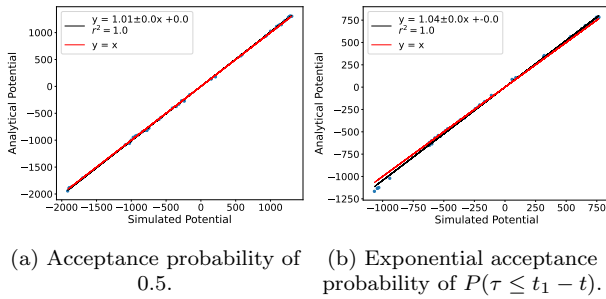 y = 1.01±0.0x +0.0
r² = 1.0
y = x
Analytical Potential
1000
500
0
−500
−1000
−1500
−2000
−2000 −1500 −1000 −500 0 500 1000
Simulated Potential
(a) Acceptance probability of
0.5.
y = 1.04±0.0x +-0.0
r² = 1.0
y = x
Analytical Potential
750
500
250
0
−250
−500
−750
−1000
−1250
−1000 −750 −500 −250 0 250 500 750
Simulated Potential
(b) Exponential acceptance
probability of P(τ ≤ t₁ − t).